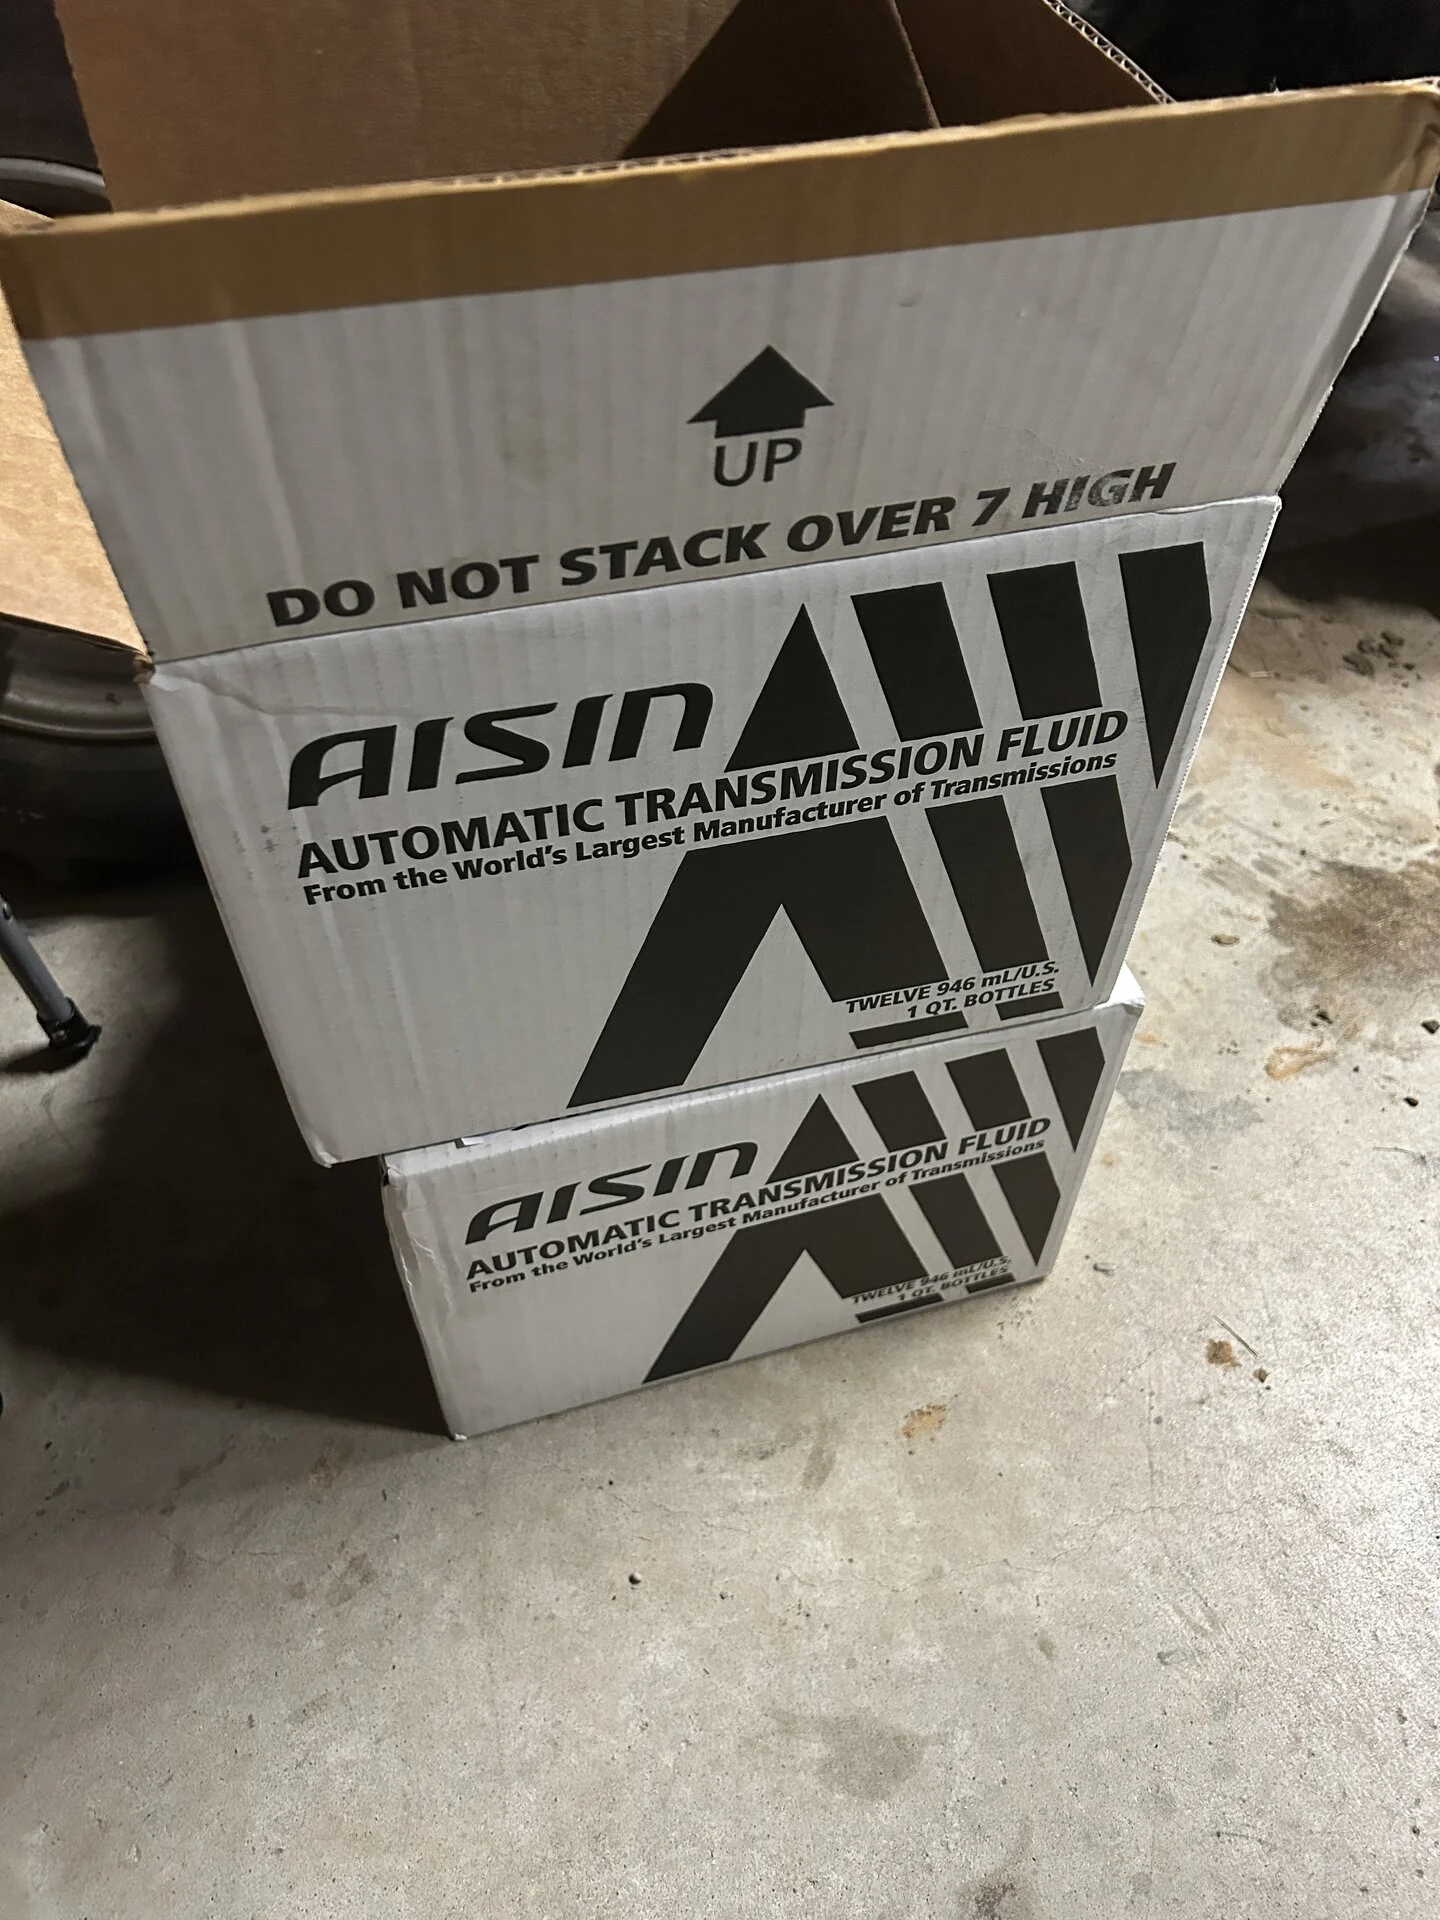 UP
DO NOT STACK OVER 7 HIGH
AISIN
AUTOMATIC TRANSMISSION FLUID
From the World's Largest Manufacturer of Transmissions
TWELVE 946 mL/U.S.
1 QT. BOTTLES
AISIN
AUTOMATIC TRANSMISSION FLUID
From the World's Largest Manufacturer of Transmissions
TWELVE 946 mL/U.S.
1 QT. BOTTLES